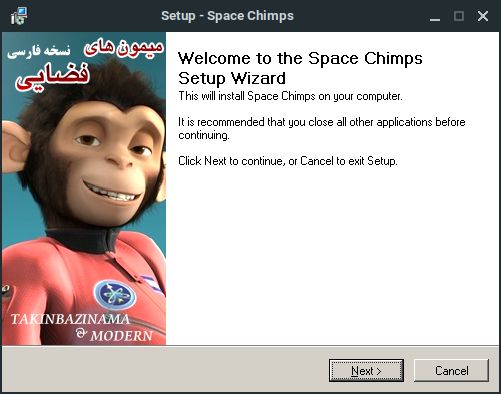 Setup - Space Chimps
نسخه فارسی
میمون های
فضایی
TAKINBAZINAMA
& MODERN
Welcome to the Space Chimps
Setup Wizard
This will install Space Chimps on your computer.
It is recommended that you close all other applications before
continuing.
Click Next to continue, or Cancel to exit Setup.
Next >
Cancel